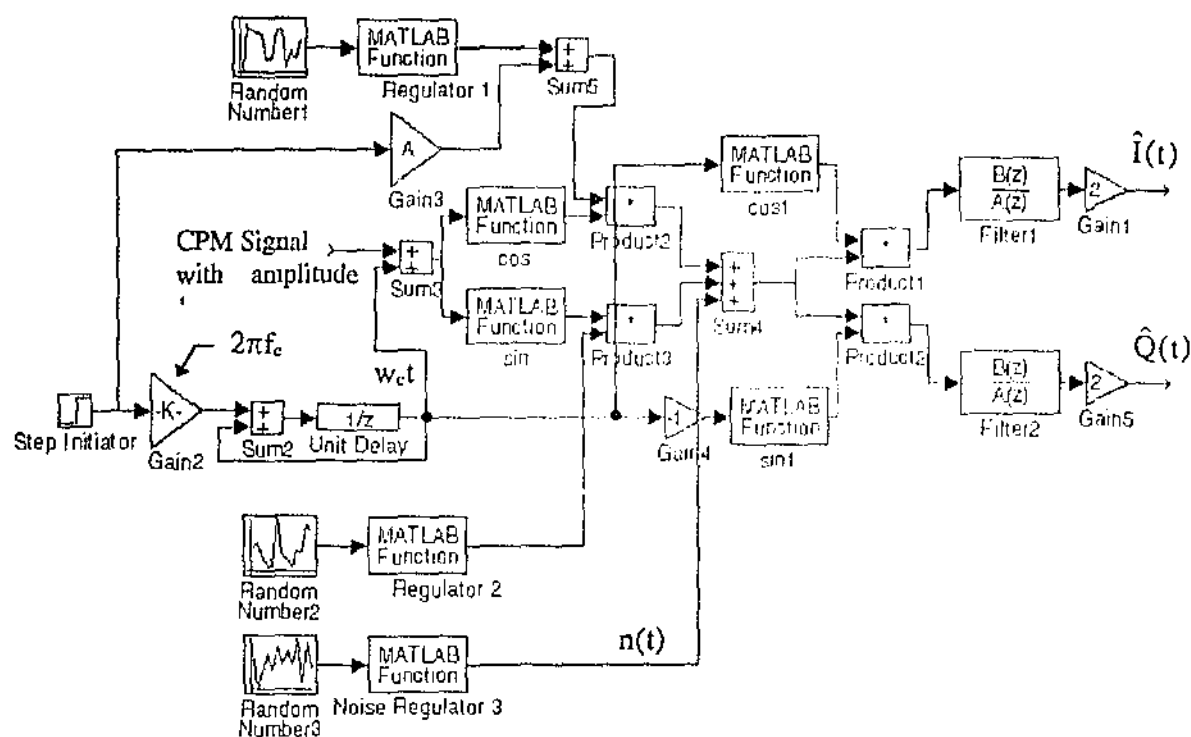 MATLAB
Function
Random
Number1
Regulator 1
+
+
Sum5
A
Gain3
MATLAB
Function
cos
MATLAB
Function
cos1
B(z)
A(z)
Filter1
2
Gain1
Î(t)
CPM Signal
with amplitude
+
+
Sum3
Product2
Product1
MATLAB
Function
sin
Product3
+
+
+
Sum4
Product2
B(z)
A(z)
Filter2
2
Gain5
Q̂(t)
2πfc
wct
Step Initiator
-K-
Gain2
+
+
Sum2
1/z
Unit Delay
-1
Gain4
MATLAB
Function
sin1
MATLAB
Function
Random
Number2
Regulator 2
MATLAB
Function
n(t)
Random
Number3
Noise Regulator 3